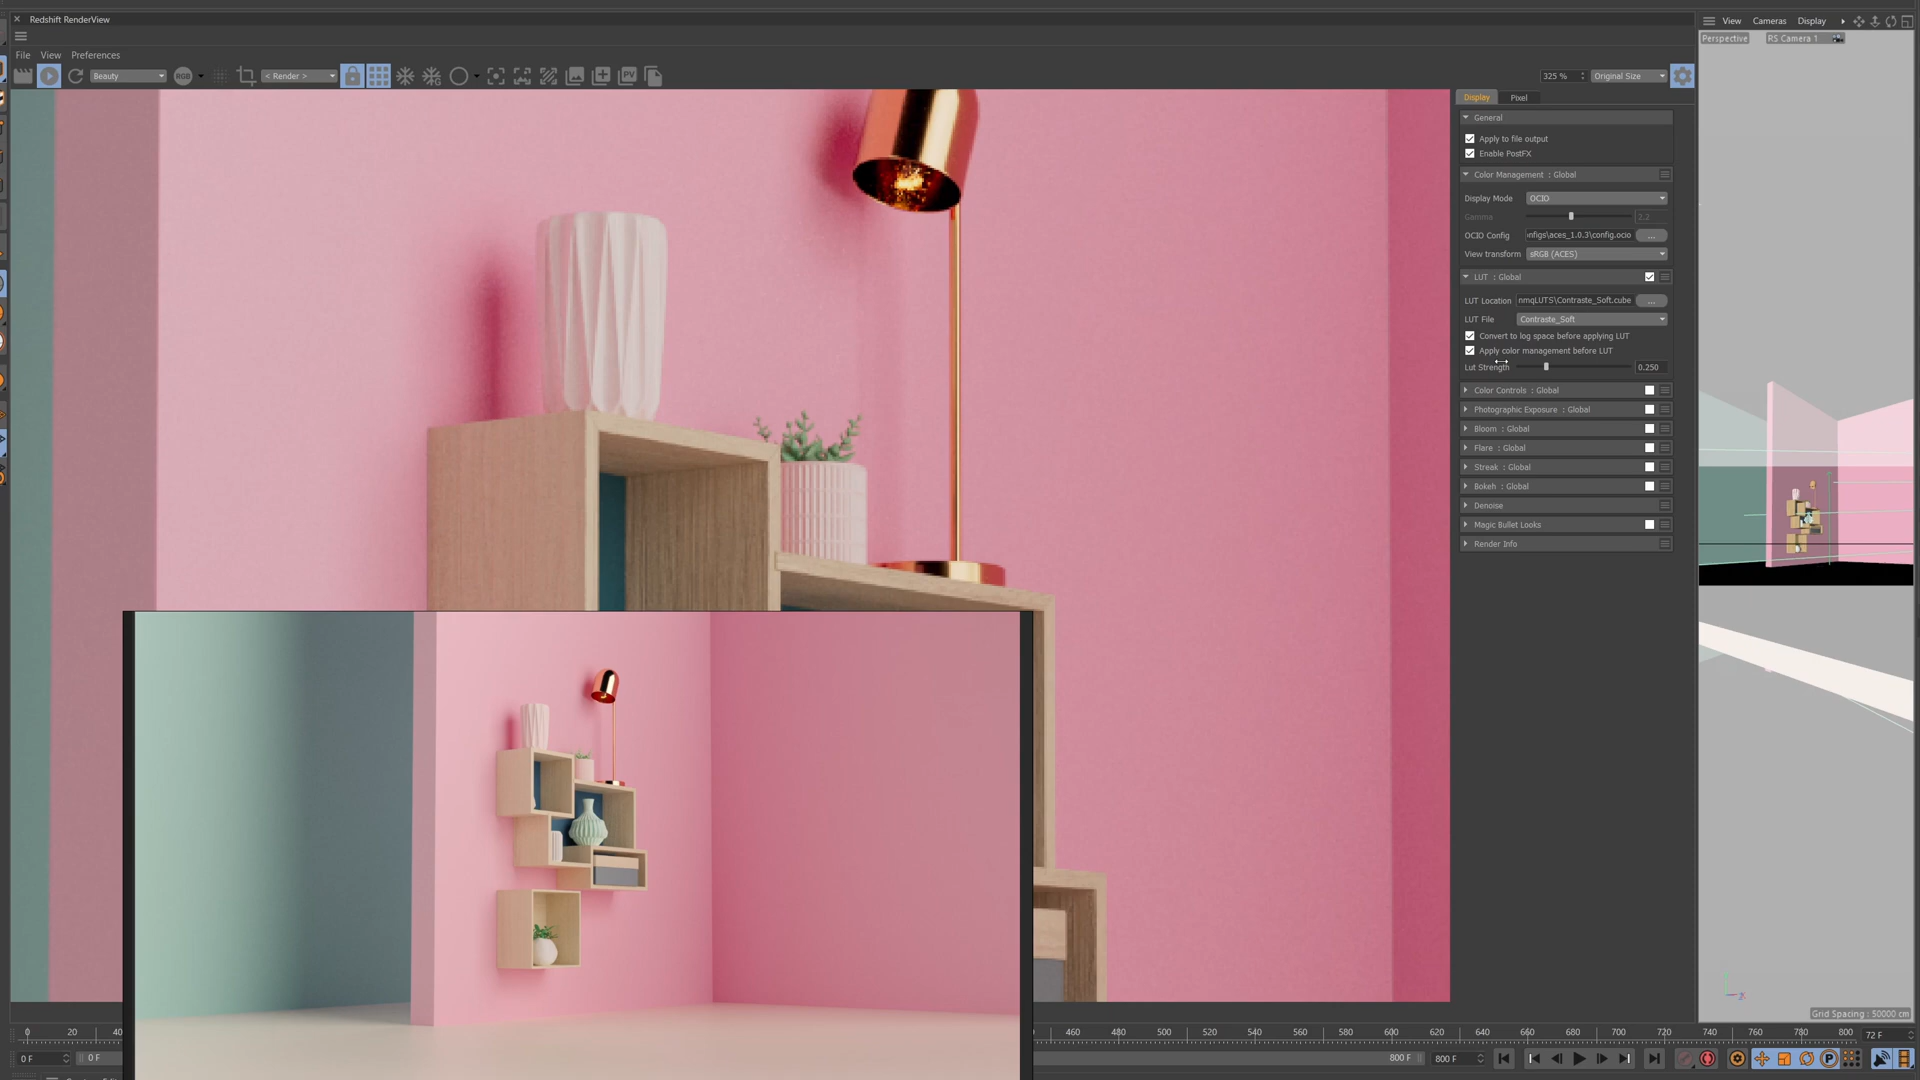 Redshift RenderView
File View Preferences
Beauty RGB < Render > PV 325 % Original Size
Display Pixel
General
Apply to file output
Enable PostFX
Color Management : Global
Display Mode OCIO
Gamma 2.2
OCIO Config nfigs\aces_1.0.3\config.ocio ...
View transform sRGB (ACES)
LUT : Global
LUT Location nmqLUTS\Contraste_Soft.cube ...
LUT File Contraste_Soft
Convert to log space before applying LUT
Apply color management before LUT
Lut Strength 0.250
Color Controls : Global
Photographic Exposure : Global
Bloom : Global
Flare : Global
Streak : Global
Bokeh : Global
Denoise
Magic Bullet Looks
Render Info
View Cameras Display
Perspective RS Camera 1
Grid Spacing : 50000 cm
0 20 40 460 480 500 520 540 560 580 600 620 640 660 680 700 720 740 760 780 800 72 F
0 F 0 F 800 F 800 F P